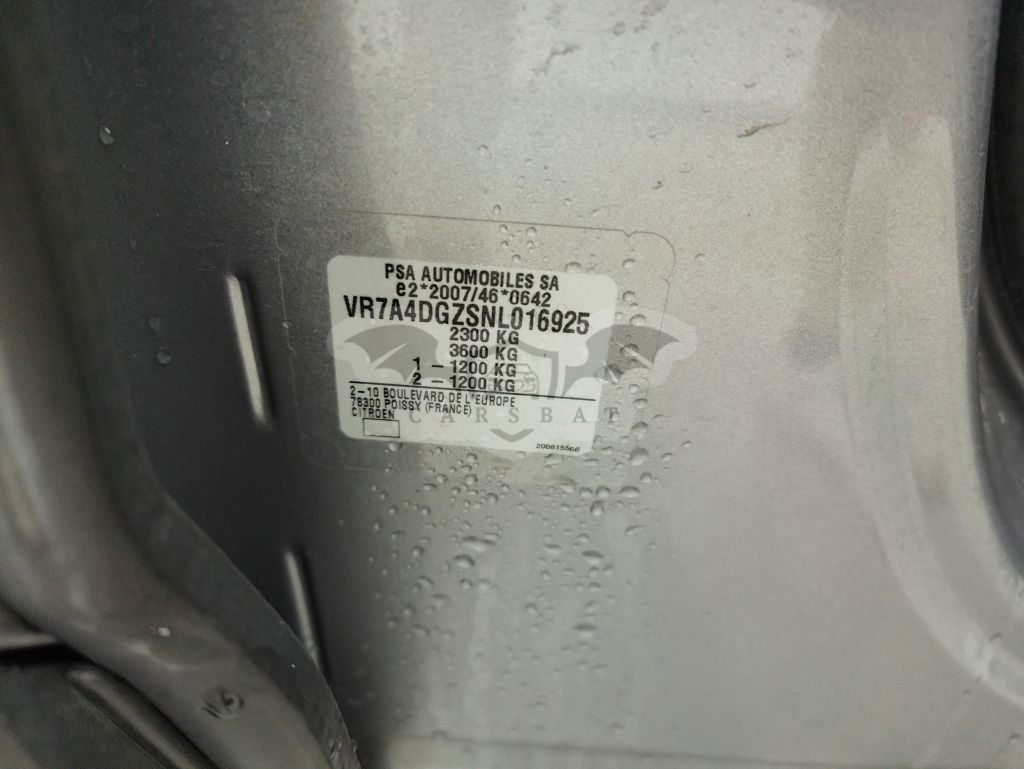 PSA AUTOMOBILES SA
e2*2007/46*0642
VR7A4DGZSNL016925
2300 KG
3600 KG
1 – 1200 KG
2 – 1200 KG
2–10 BOULEVARD DE L'EUROPE
78300 POISSY (FRANCE)
CITROEN
CARSBAT
200615566